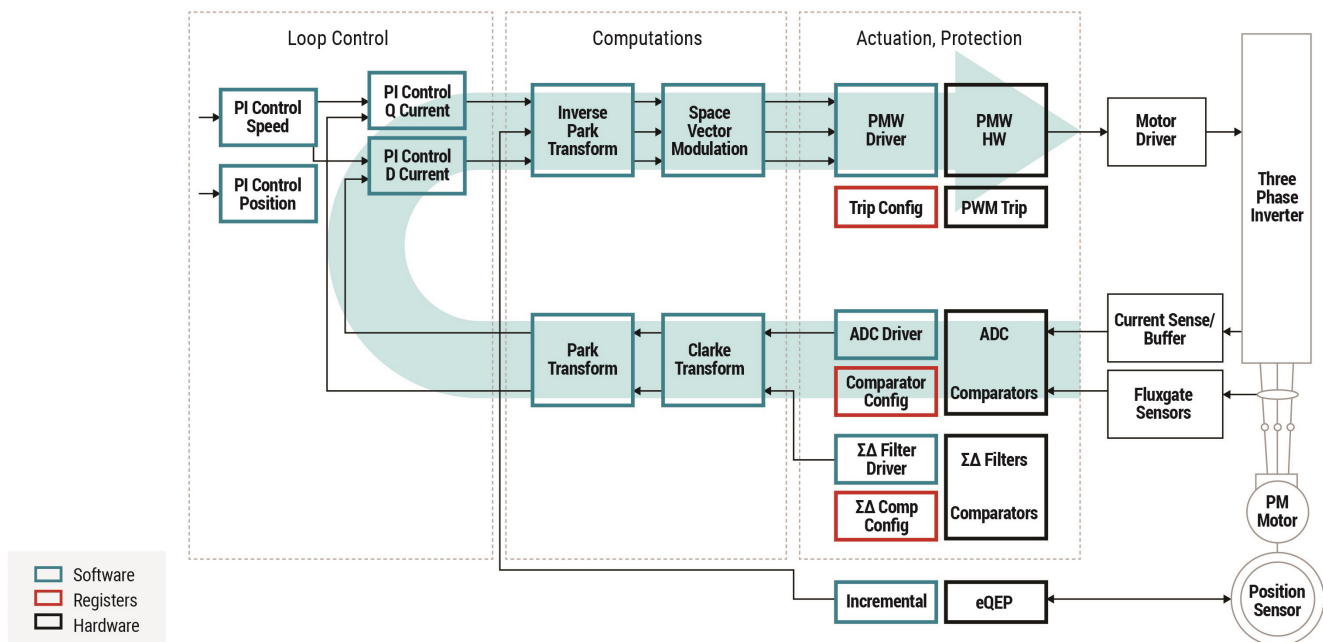 Loop Control
Computations
Actuation, Protection
PI Control
Speed
PI Control
Q Current
PI Control
D Current
PI Control
Position
Inverse
Park
Transform
Space
Vector
Modulation
PMW
Driver
PMW
HW
Motor
Driver
Three
Phase
Inverter
Trip Config
PWM Trip
Park
Transform
Clarke
Transform
ADC Driver
ADC
Current Sense/
Buffer
Comparator
Config
Comparators
Fluxgate
Sensors
ΣΔ Filter
Driver
ΣΔ Filters
ΣΔ Comp
Config
Comparators
PM
Motor
Incremental
eQEP
Position
Sensor
Software
Registers
Hardware